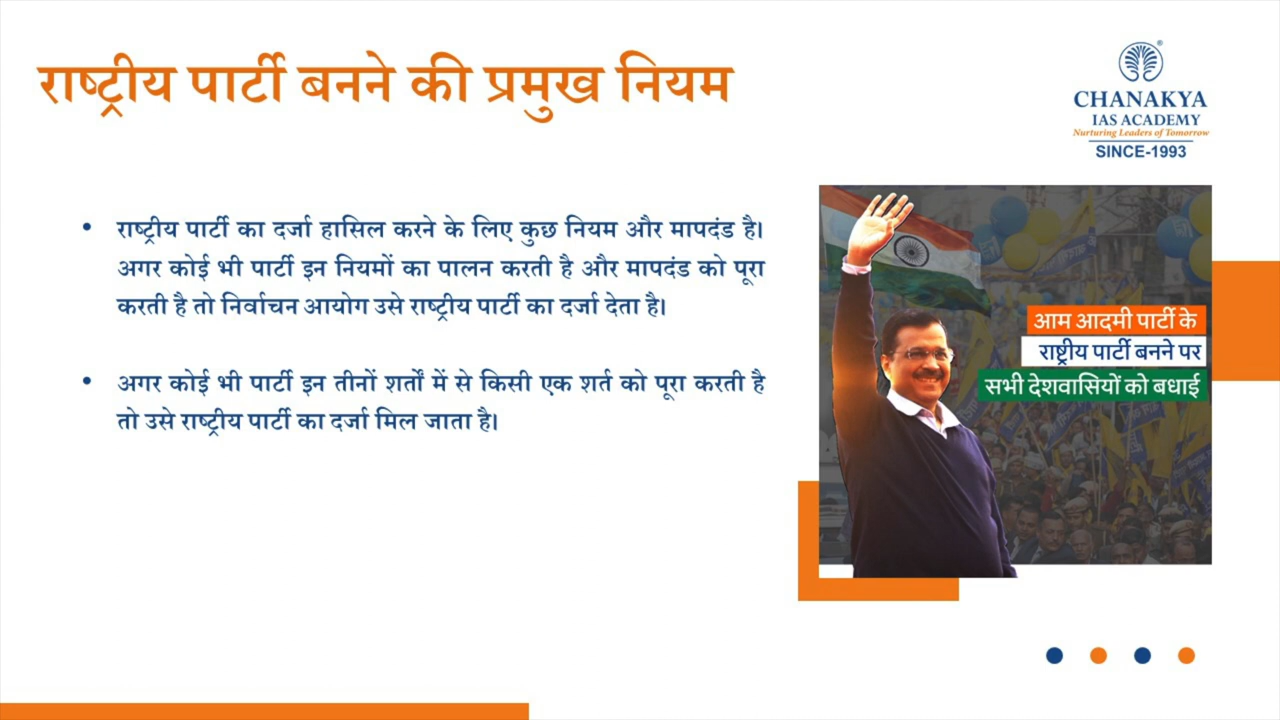 राष्ट्रीय पार्टी बनने की प्रमुख नियम
CHANAKYA
IAS ACADEMY
Nurturing Leaders of Tomorrow
SINCE-1993
• राष्ट्रीय पार्टी का दर्जा हासिल करने के लिए कुछ नियम और मापदंड है।
अगर कोई भी पार्टी इन नियमों का पालन करती है और मापदंड को पूरा
करती है तो निर्वाचन आयोग उसे राष्ट्रीय पार्टी का दर्जा देता है।
• अगर कोई भी पार्टी इन तीनों शर्तों में से किसी एक शर्त को पूरा करती है
तो उसे राष्ट्रीय पार्टी का दर्जा मिल जाता है।
आम आदमी पार्टी के
राष्ट्रीय पार्टी बनने पर
सभी देशवासियों को बधाई